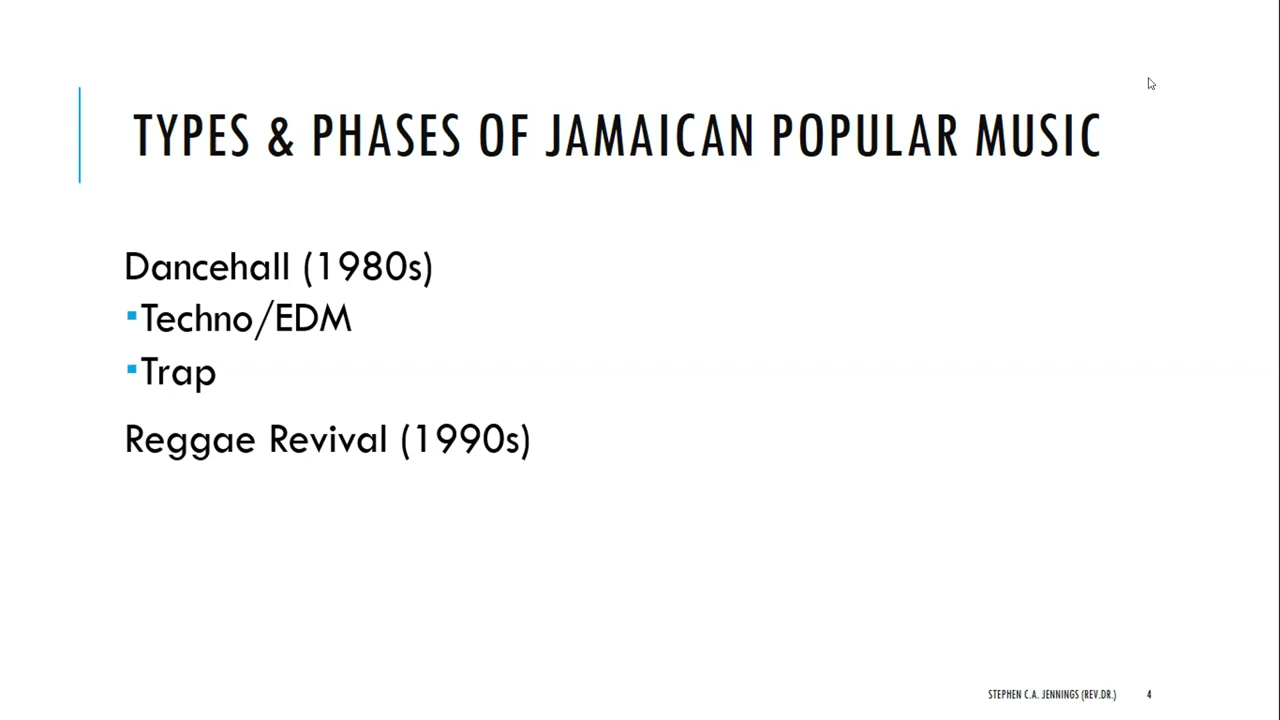 TYPES & PHASES OF JAMAICAN POPULAR MUSIC
Dancehall (1980s)
▪Techno/EDM
▪Trap
Reggae Revival (1990s)
STEPHEN C.A. JENNINGS (REV.DR.) 4